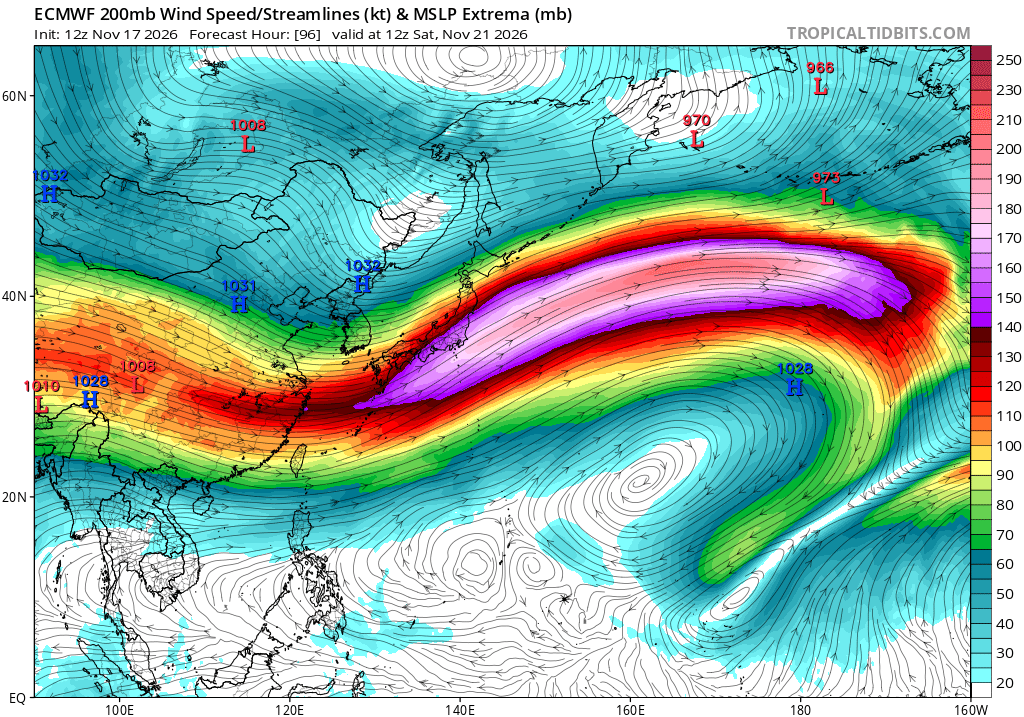 ECMWF 200mb Wind Speed/Streamlines (kt) & MSLP Extrema (mb)
Init: 12z Nov 17 2026 Forecast Hour: [96] valid at 12z Sat, Nov 21 2026
TROPICALTIDBITS.COM
250
966
L
60N
230
970
L
1008
L
210
200
1032
H
973
L
190
180
170
1032
H
160
1031
H
40N
150
140
130
1008
L
1028
H
120
1010
L
1028
H
110
100
90
20N
80
70
60
50
40
30
20
EQ
100E
120E
140E
160E
180
160W